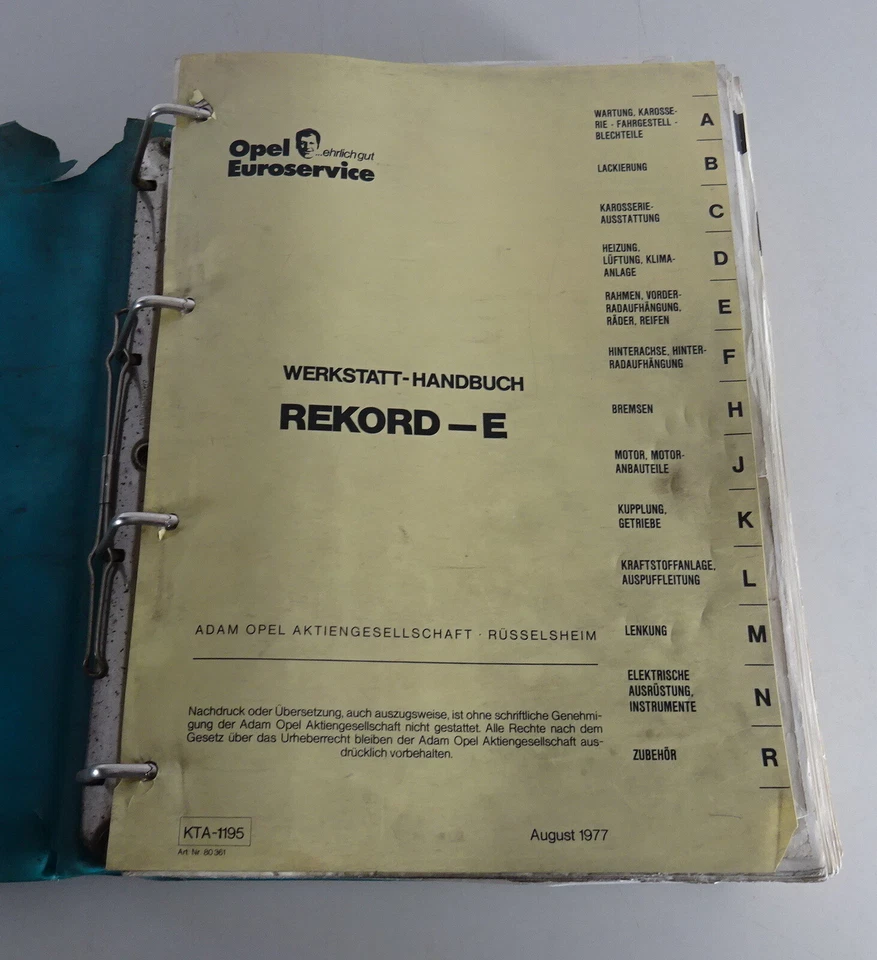 Opel ...ehrlich gut
Euroservice
WERKSTATT-HANDBUCH
REKORD – E
ADAM OPEL AKTIENGESELLSCHAFT · RÜSSELSHEIM
Nachdruck oder Übersetzung, auch auszugsweise, ist ohne schriftliche Genehmi-
gung der Adam Opel Aktiengesellschaft nicht gestattet. Alle Rechte nach dem
Gesetz über das Urheberrecht bleiben der Adam Opel Aktiengesellschaft aus-
drücklich vorbehalten.
KTA-1195
Art Nr 80 361
August 1977
WARTUNG, KAROSSE-
RIE - FAHRGESTELL -
BLECHTEILE
A
LACKIERUNG
B
KAROSSERIE-
AUSSTATTUNG
C
HEIZUNG,
LÜFTUNG, KLIMA-
ANLAGE
D
RAHMEN, VORDER-
RADAUFHÄNGUNG,
RÄDER, REIFEN
E
HINTERACHSE, HINTER-
RADAUFHÄNGUNG
F
BREMSEN
H
MOTOR, MOTOR-
ANBAUTEILE
J
KUPPLUNG,
GETRIEBE
K
KRAFTSTOFFANLAGE,
AUSPUFFLEITUNG
L
LENKUNG
M
ELEKTRISCHE
AUSRÜSTUNG,
INSTRUMENTE
N
ZUBEHÖR
R